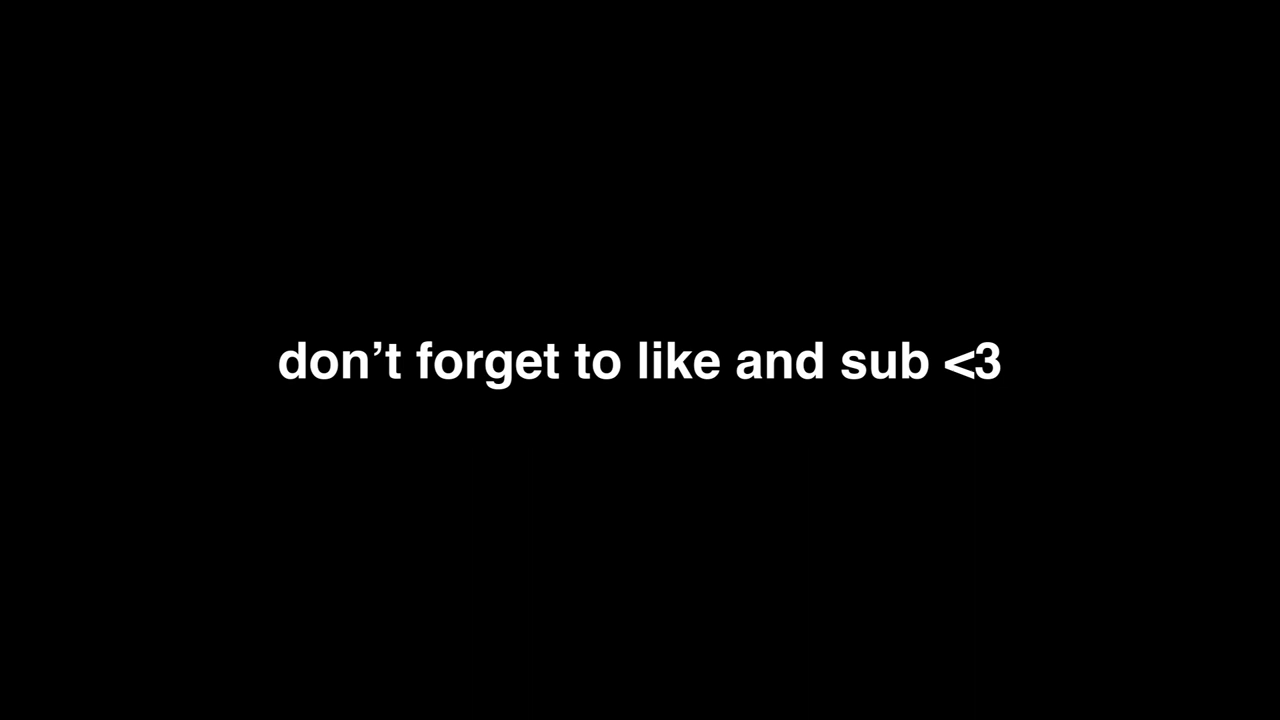 don’t forget to like and sub <3